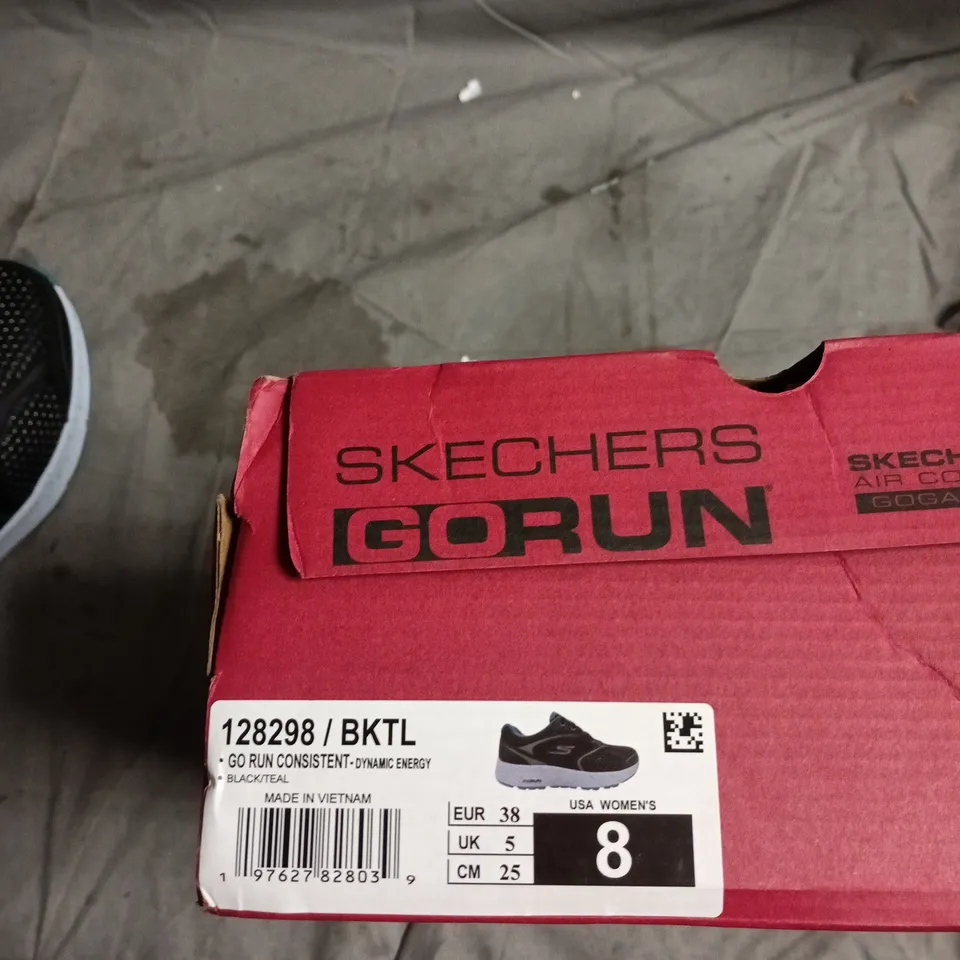 SKECHERS
GORUN
SKECH
AIR CO
GOGA
128298 / BKTL
• GO RUN CONSISTENT - DYNAMIC ENERGY
• BLACK/TEAL
MADE IN VIETNAM
1 97627 82803 9
EUR 38
UK 5
CM 25
USA WOMEN'S
8